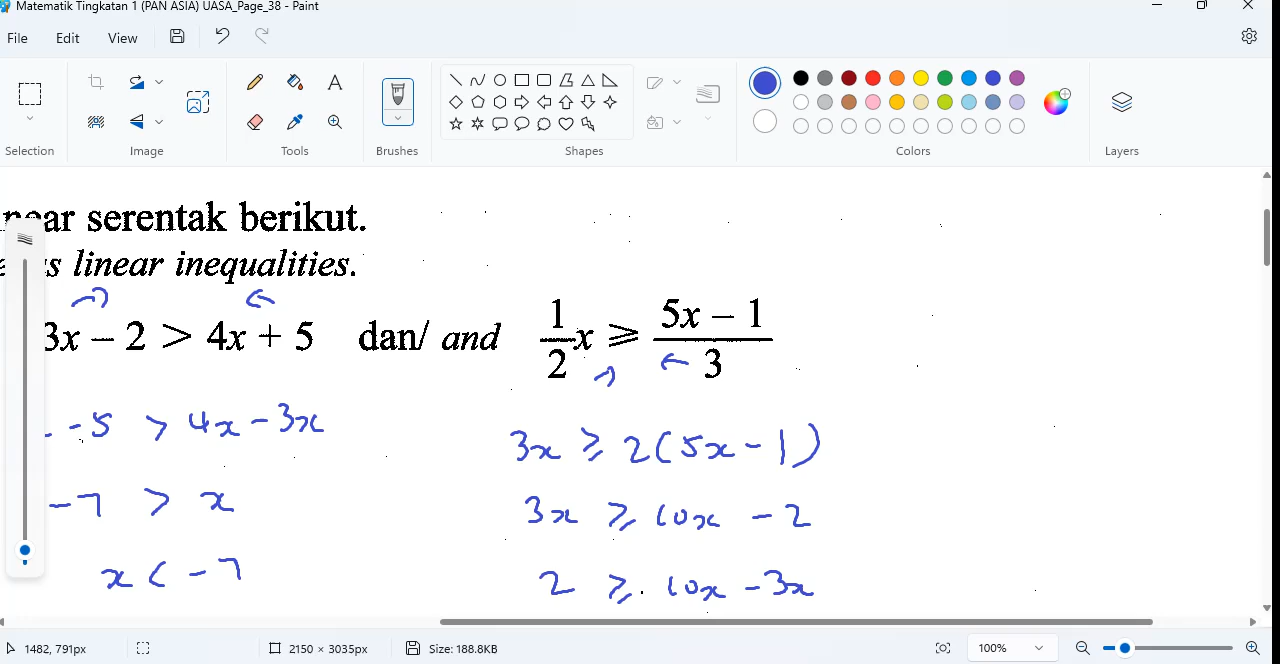 Matematik Tingkatan 1 (PAN ASIA) UASA_Page_38 - Paint
File Edit View
Selection Image Tools Brushes Shapes Colors Layers
near serentak berikut.
s linear inequalities.
3x − 2 > 4x + 5 dan/ and 1/2 x ⩾ (5x − 1)/3
- 5 > 4x - 3x
3x ≥ 2(5x - 1)
-7 > x
3x ≥ 10x - 2
x < -7
2 ≥ 10x - 3x
1482, 791px 2150 × 3035px Size: 188.8KB 100%